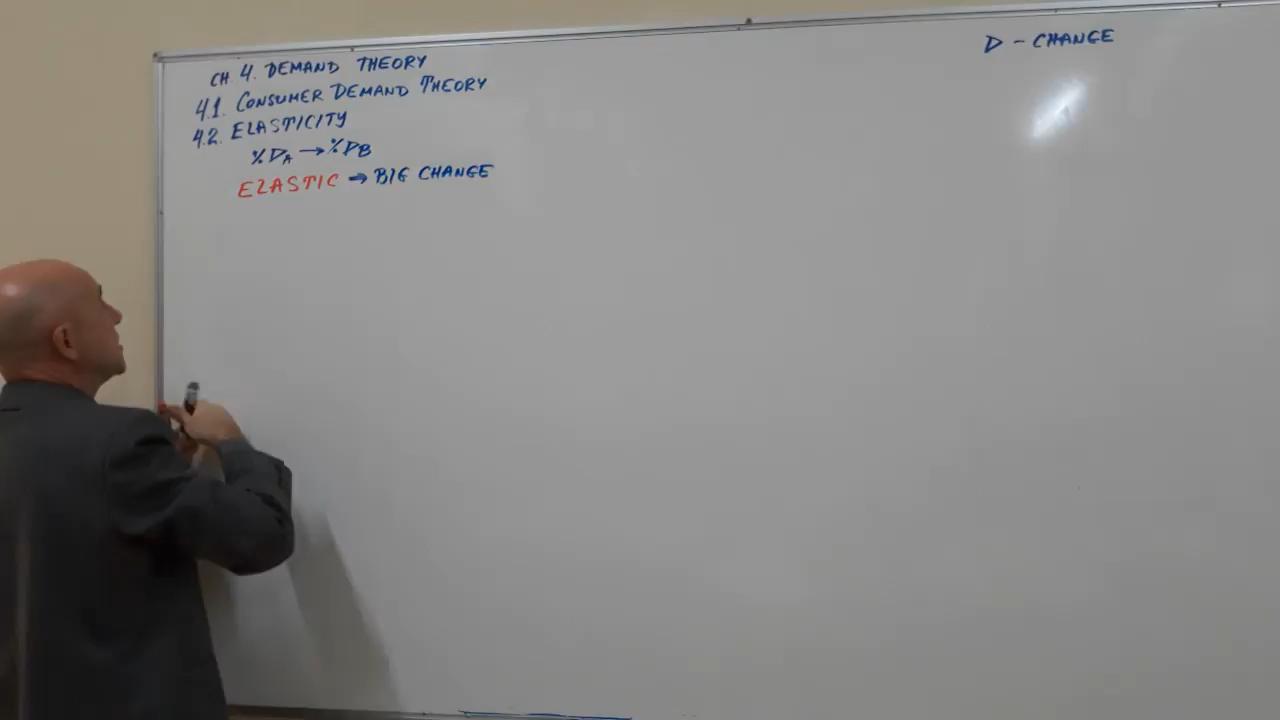 CH 4. DEMAND THEORY
4.1. CONSUMER DEMAND THEORY
4.2. ELASTICITY
%DA → %DB
ELASTIC → BIG CHANGE
D - CHANGE